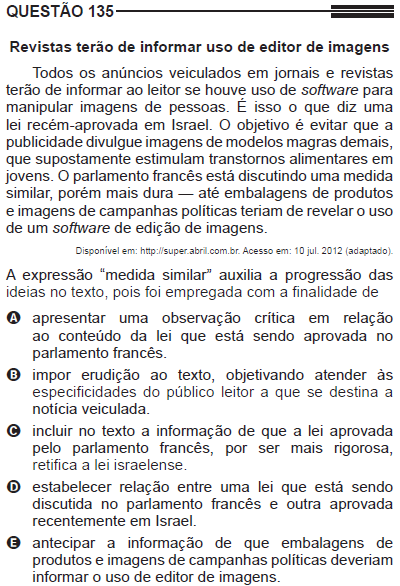 QUESTÃO 135
Revistas terão de informar uso de editor de imagens
Todos os anúncios veiculados em jornais e revistas
terão de informar ao leitor se houve uso de software para
manipular imagens de pessoas. É isso o que diz uma
lei recém-aprovada em Israel. O objetivo é evitar que a
publicidade divulgue imagens de modelos magras demais,
que supostamente estimulam transtornos alimentares em
jovens. O parlamento francês está discutindo uma medida
similar, porém mais dura — até embalagens de produtos
e imagens de campanhas políticas teriam de revelar o uso
de um software de edição de imagens.
Disponível em: http://super.abril.com.br. Acesso em: 10 jul. 2012 (adaptado).
A expressão “medida similar” auxilia a progressão das
ideias no texto, pois foi empregada com a finalidade de
A apresentar uma observação crítica em relação
ao conteúdo da lei que está sendo aprovada no
parlamento francês.
B impor erudição ao texto, objetivando atender às
especificidades do público leitor a que se destina a
notícia veiculada.
C incluir no texto a informação de que a lei aprovada
pelo parlamento francês, por ser mais rigorosa,
retifica a lei israelense.
D estabelecer relação entre uma lei que está sendo
discutida no parlamento francês e outra aprovada
recentemente em Israel.
E antecipar a informação de que embalagens de
produtos e imagens de campanhas políticas deveriam
informar o uso de editor de imagens.